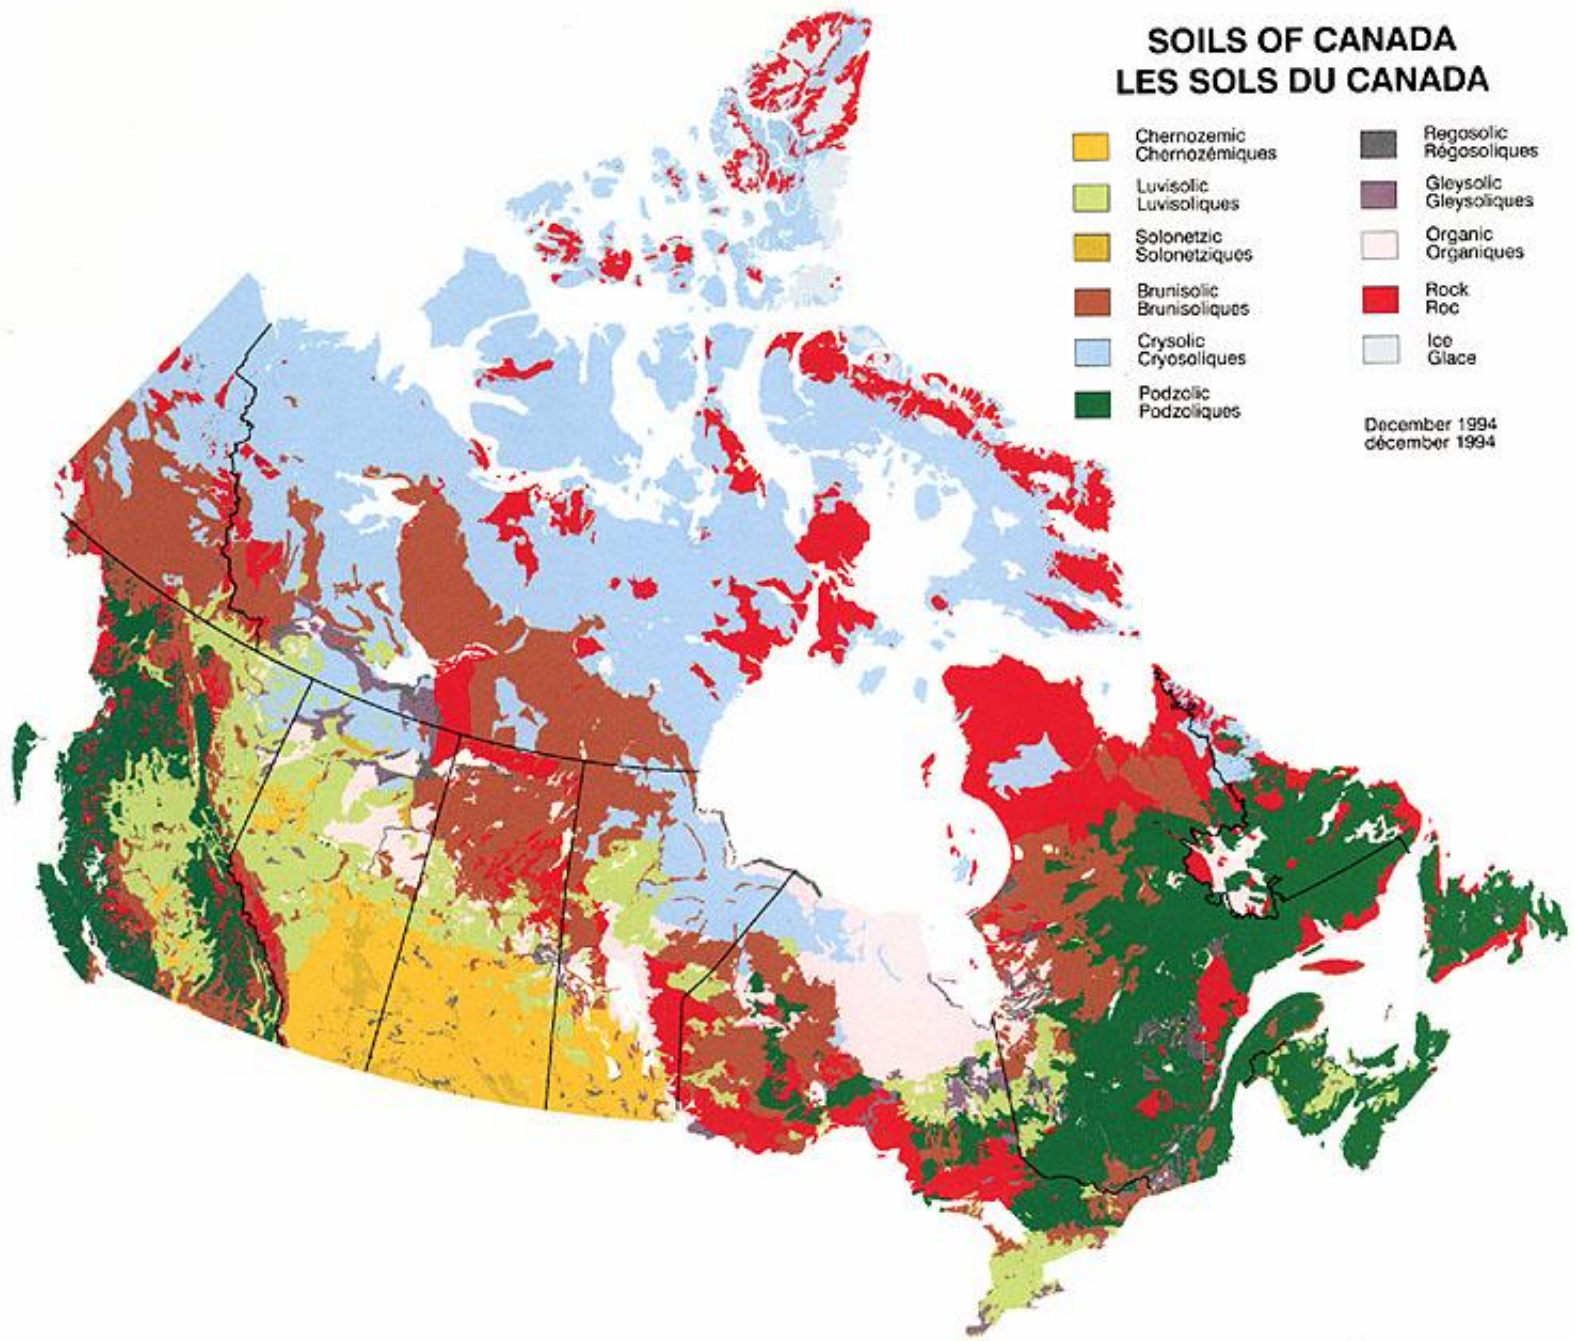 SOILS OF CANADA
LES SOLS DU CANADA
Chernozemic
Chernozémiques
Luvisolic
Luvisoliques
Solonetzic
Solonetziques
Brunisolic
Brunisoliques
Crysolic
Cryosoliques
Podzolic
Podzoliques
Regosolic
Régosoliques
Gleysolic
Gleysoliques
Organic
Organiques
Rock
Roc
Ice
Glace
December 1994
décember 1994